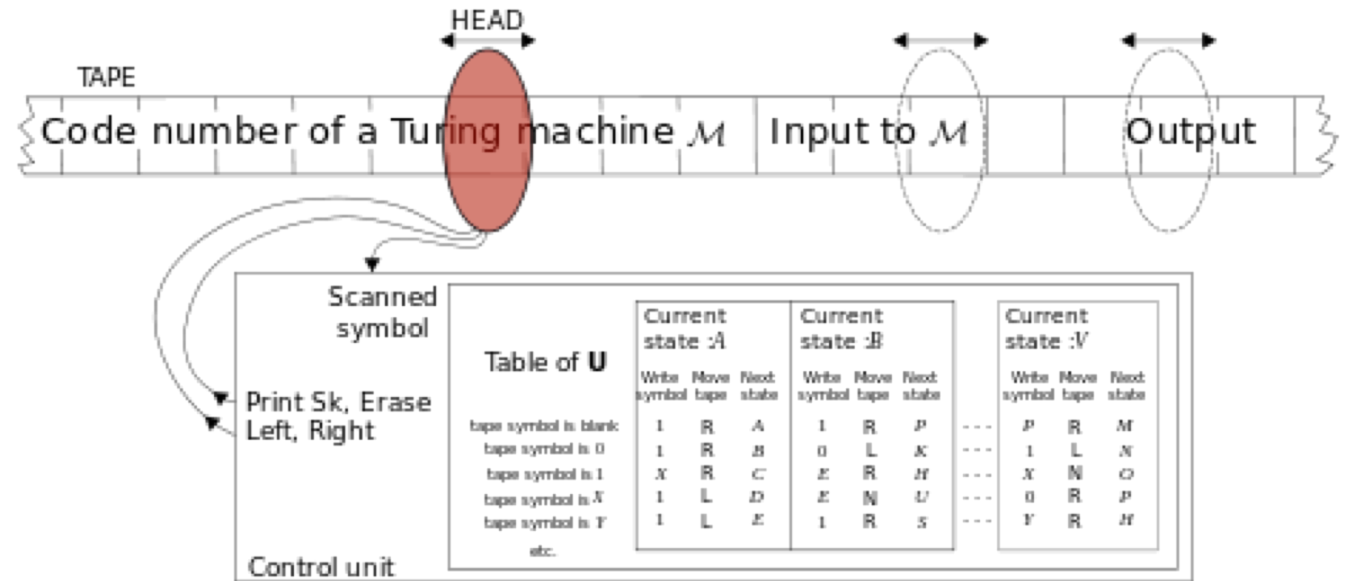 HEAD
TAPE
Code number of a Turing machine ℳ Input to ℳ Output
Scanned
symbol
Print Sk, Erase
Left, Right
Control unit
Table of U
Current Current Current
state :A state :B state :V
Write Move Next Write Move Next Write Move Next
symbol tape state symbol tape state symbol tape state
tape symbol is blank 1 R A 1 R P ---- P R M
tape symbol is 0 1 R B 0 L K ---- 1 L N
tape symbol is 1 X R C E R H ---- X N O
tape symbol is X 1 L D E N U ---- 0 R P
tape symbol is Y 1 L E 1 R S ---- Y R H
etc.